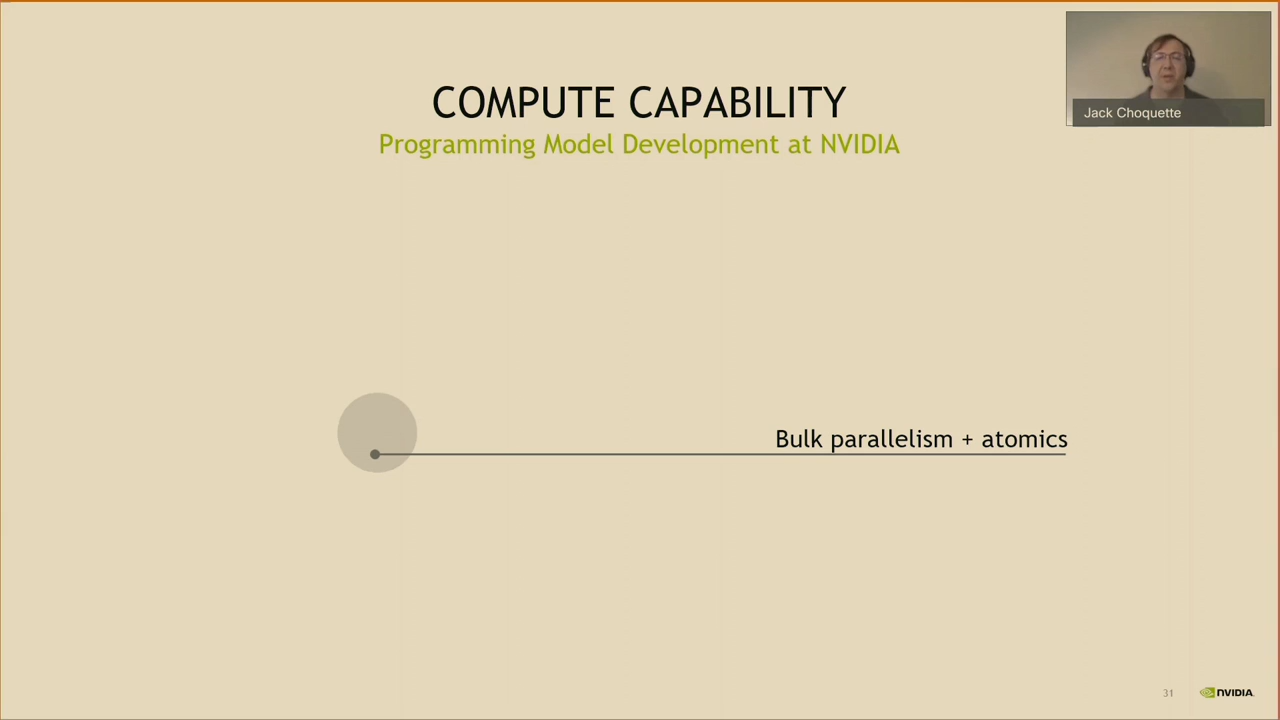 Jack Choquette
COMPUTE CAPABILITY
Programming Model Development at NVIDIA
Bulk parallelism + atomics
31
NVIDIA